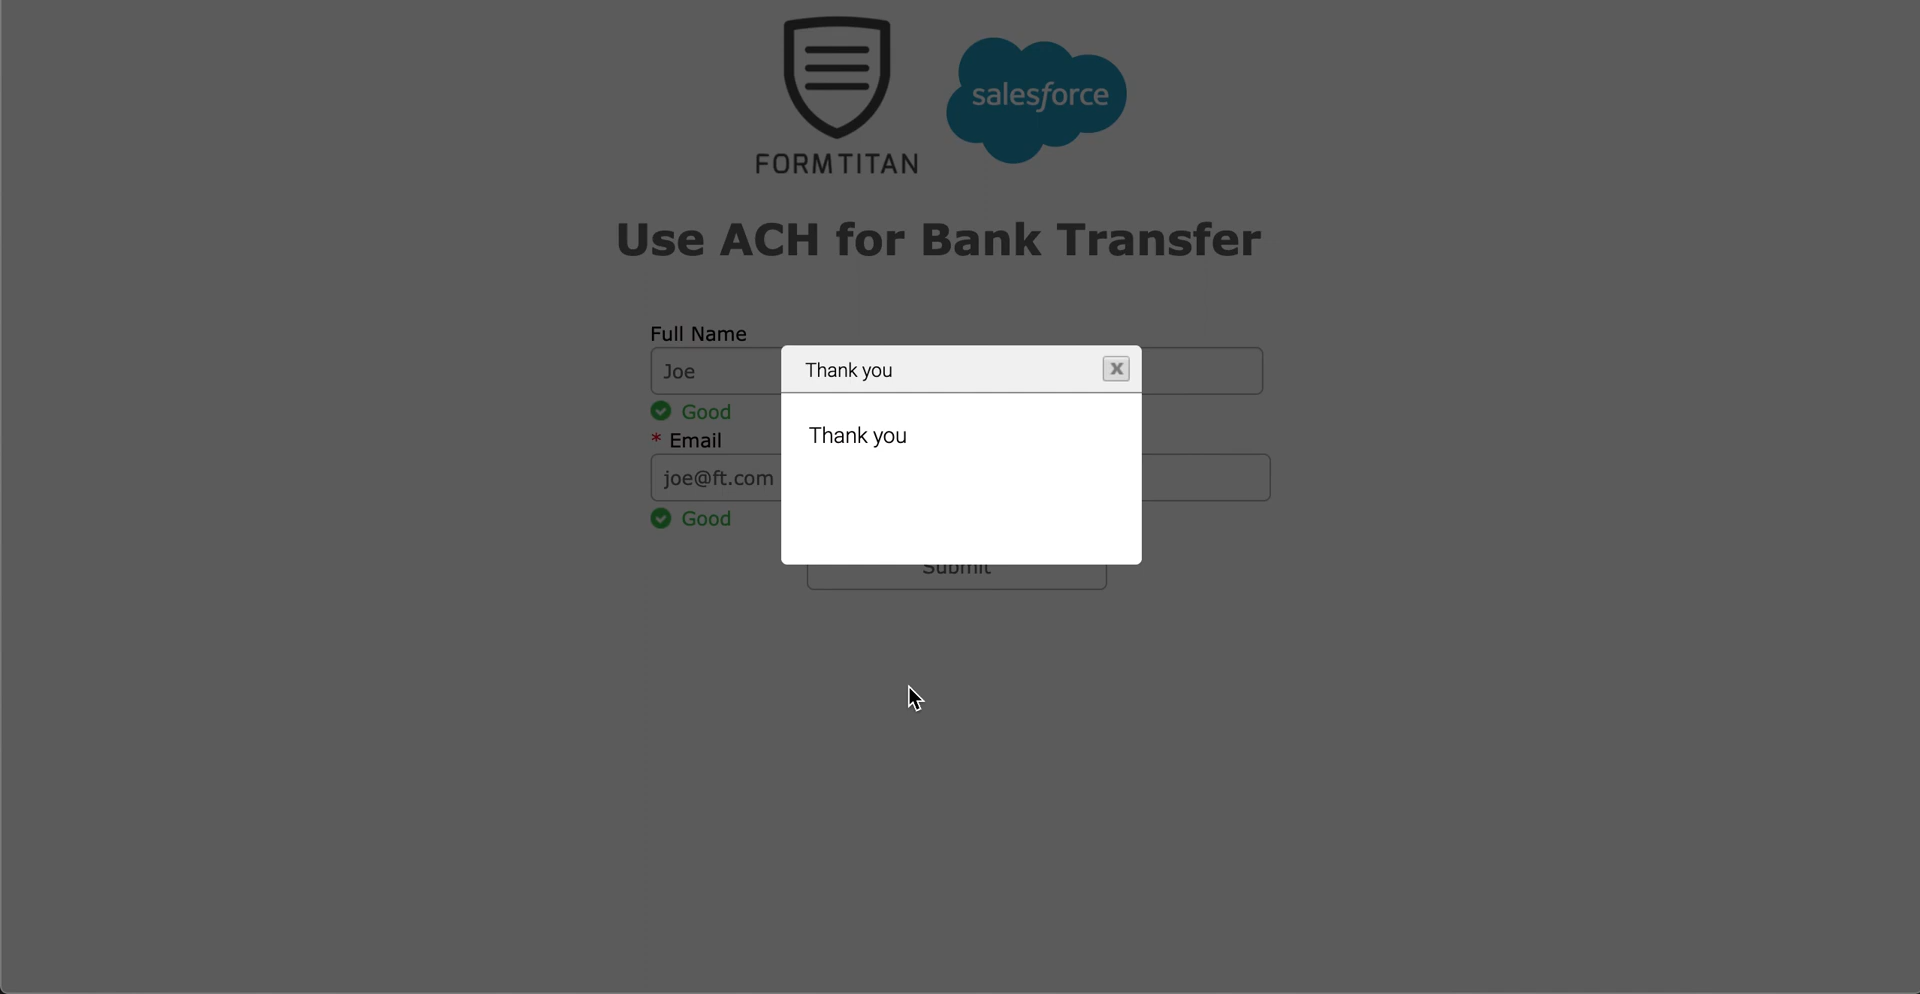 FORMTITAN
salesforce
Use ACH for Bank Transfer
Full Name
Joe
Good
* Email
joe@ft.com
Good
Thank you
X
Thank you
Submit